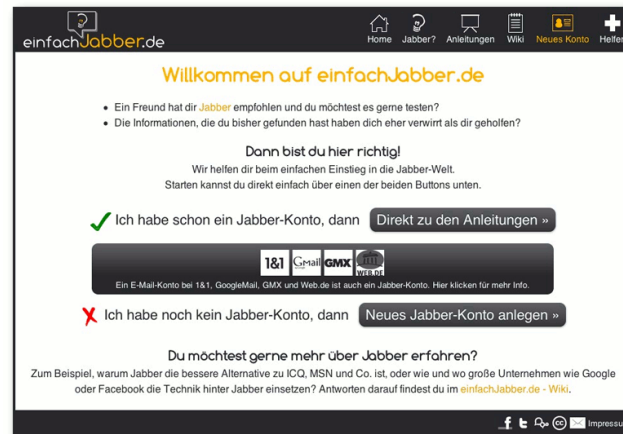 einfachJabber.de
Home Jabber? Anleitungen Wiki Neues Konto Helfen
Willkommen auf einfachJabber.de
Ein Freund hat dir Jabber empfohlen und du möchtest es gerne testen?
Die Informationen, die du bisher gefunden hast haben dich eher verwirrt als dir geholfen?
Dann bist du hier richtig!
Wir helfen dir beim einfachen Einstieg in die Jabber-Welt.
Starten kannst du direkt einfach über einen der beiden Buttons unten.
Ich habe schon ein Jabber-Konto, dann Direkt zu den Anleitungen »
1&1 Gmail GMX WEB.DE
Ein E-Mail-Konto bei 1&1, GoogleMail, GMX und Web.de ist auch ein Jabber-Konto. Hier klicken für mehr Info.
Ich habe noch kein Jabber-Konto, dann Neues Jabber-Konto anlegen »
Du möchtest gerne mehr über Jabber erfahren?
Zum Beispiel, warum Jabber die bessere Alternative zu ICQ, MSN und Co. ist, oder wie und wo große Unternehmen wie Google
oder Facebook die Technik hinter Jabber einsetzen? Antworten darauf findest du im einfachJabber.de - Wiki.
Impressu